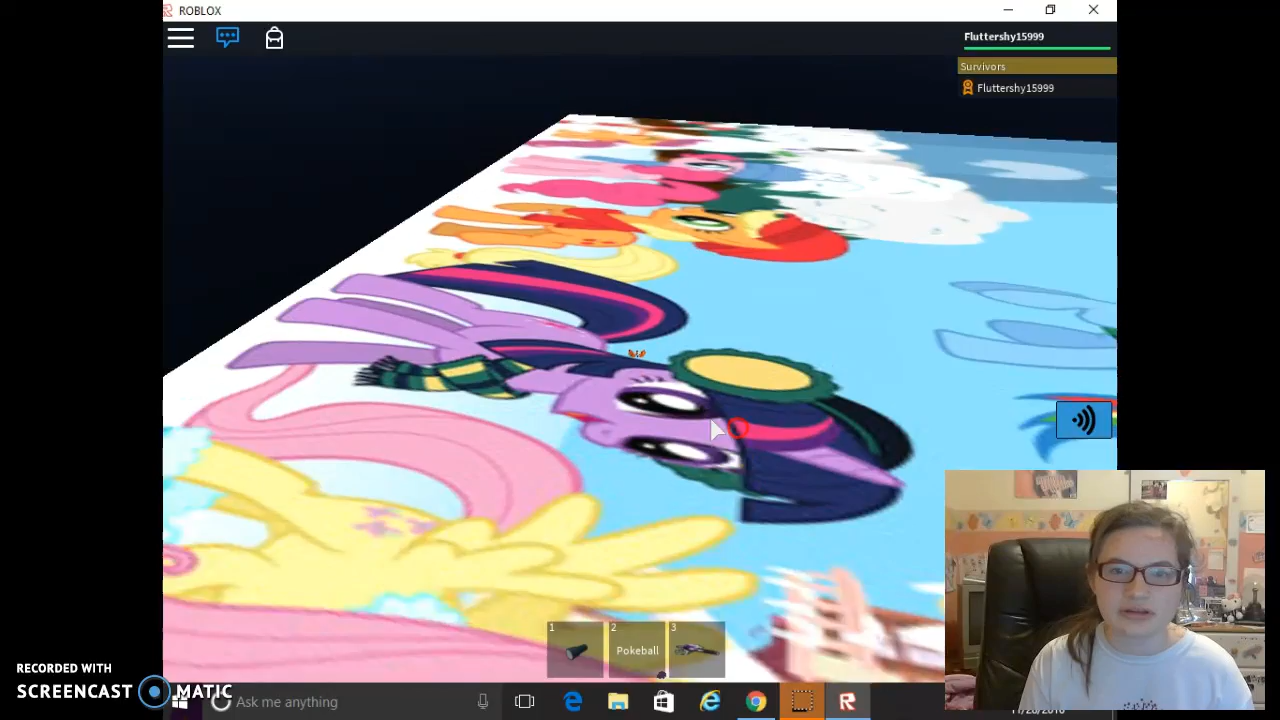 ROBLOX
Fluttershy15999
Survivors
Fluttershy15999
1
2
3
Pokeball
RECORDED WITH
SCREENCAST MATIC
Ask me anything